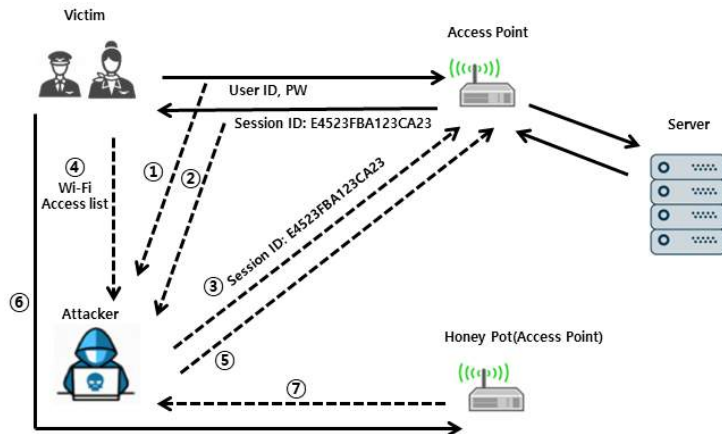 Victim
Access Point
User ID, PW
Session ID: E4523FBA123CA23
Server
①
②
④
Wi-Fi
Access list
③ Session ID: E4523FBA123CA23
⑥
Attacker
⑤
Honey Pot(Access Point)
⑦